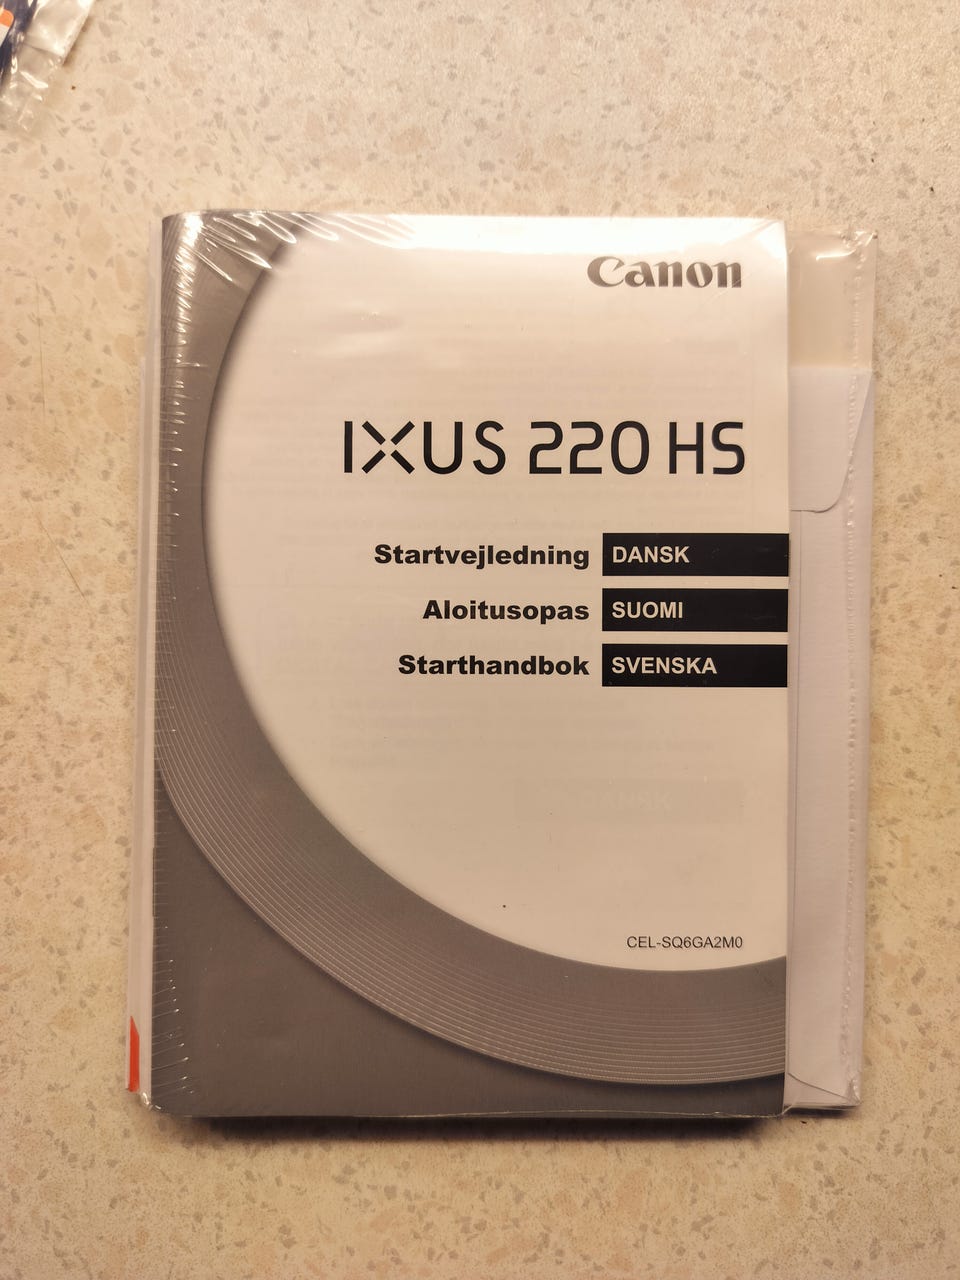 Canon
IXUS 220 HS
Startvejledning DANSK
Aloitusopas SUOMI
Starthandbok SVENSKA
CEL-SQ6GA2M0